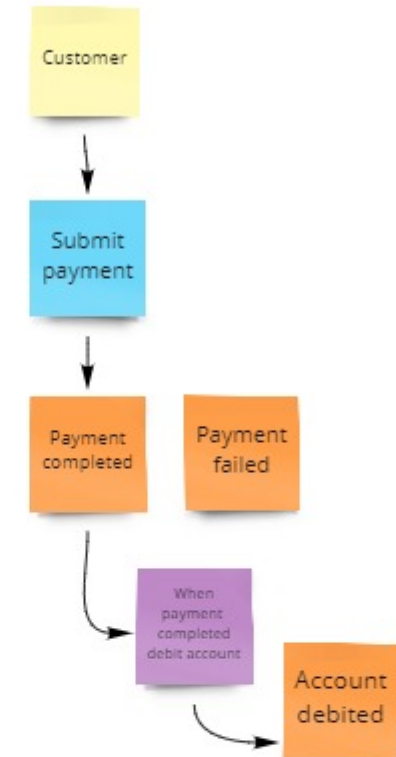 Customer
Submit
payment
Payment
completed
Payment
failed
When
payment
completed
debit account
Account
debited